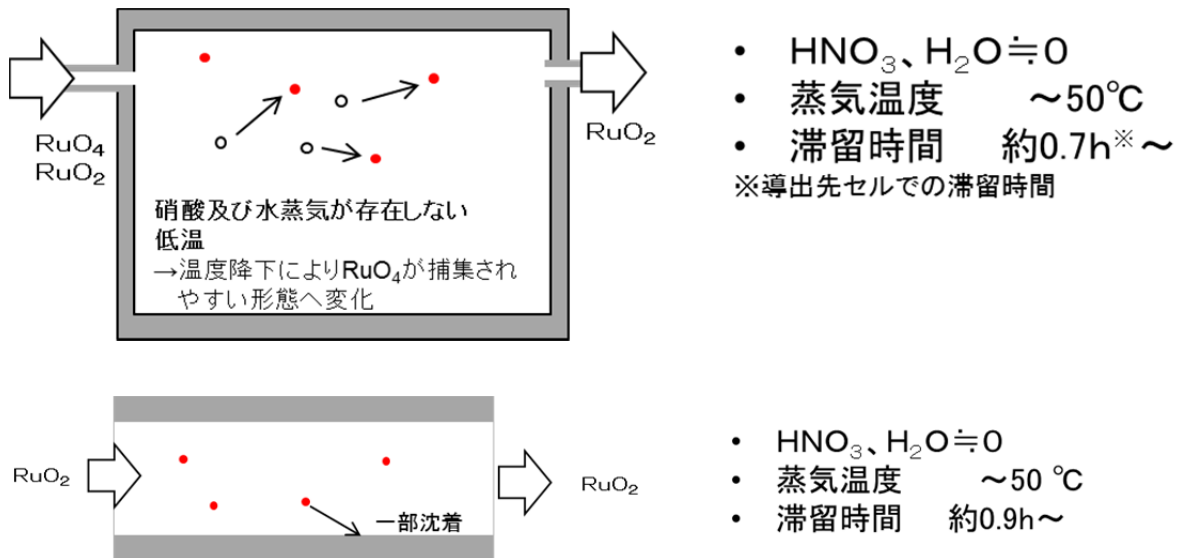 RuO₄
RuO₂
RuO₂
硝酸及び水蒸気が存在しない
低温
→温度降下によりRuO₄が捕集され
やすい形態へ変化
• HNO₃、H₂O≒0
• 蒸気温度 ～50℃
• 滞留時間 約0.7h※～
※導出先セルでの滞留時間
RuO₂
一部沈着
RuO₂
• HNO₃、H₂O≒0
• 蒸気温度 ～50 ℃
• 滞留時間 約0.9h～